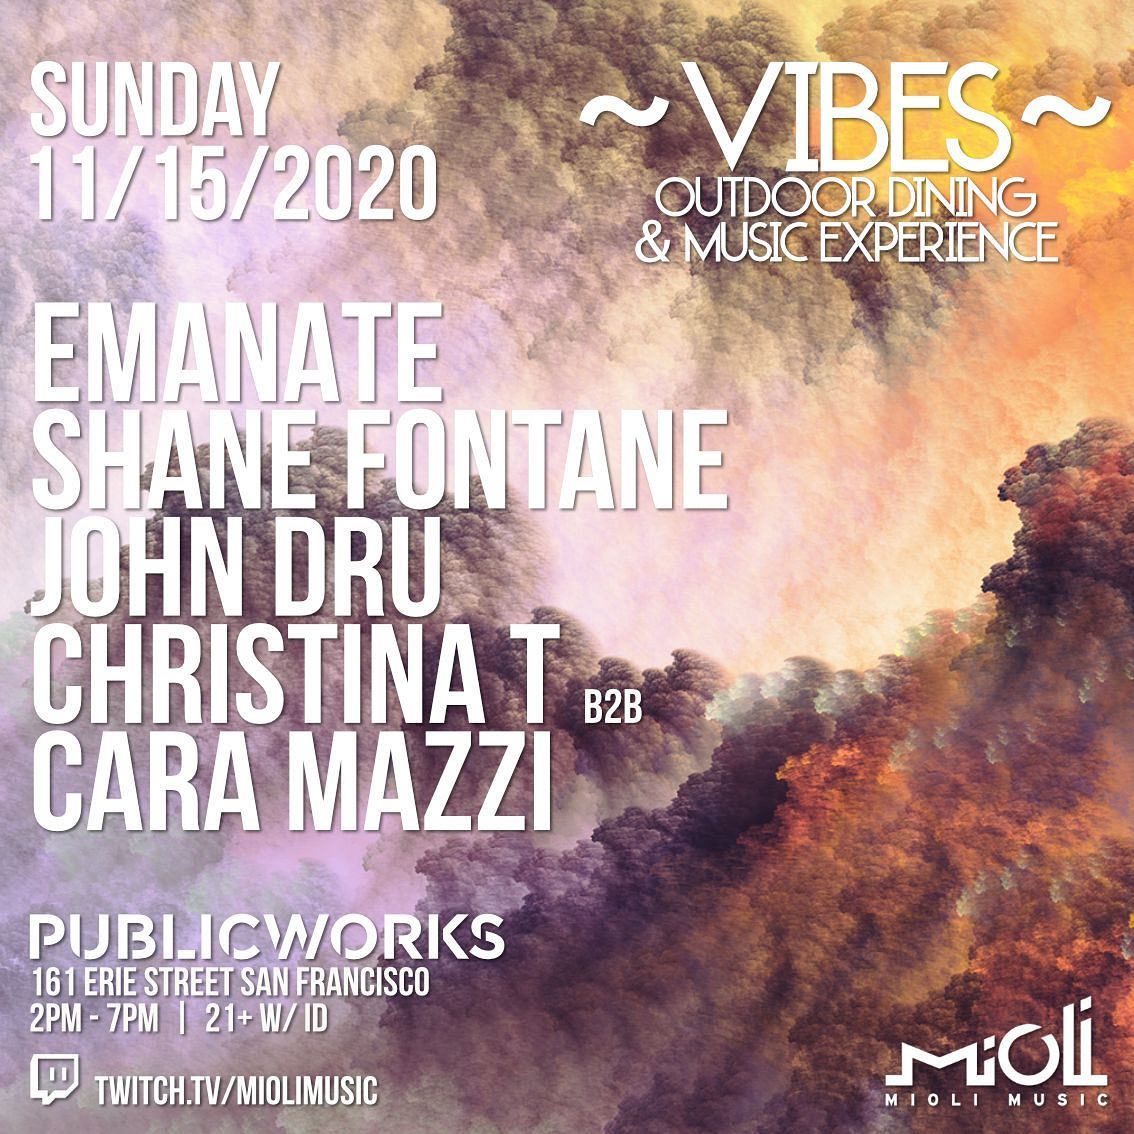 SUNDAY
11/15/2020
~VIBES~
OUTDOOR DINING
& MUSIC EXPERIENCE
EMANATE
SHANE FONTANE
JOHN DRU
CHRISTINA T B2B
CARA MAZZI
PUBLICWORKS
161 ERIE STREET SAN FRANCISCO
2PM - 7PM | 21+ W/ ID
TWITCH.TV/MIOLIMUSIC
MiOLi
MIOLI MUSIC